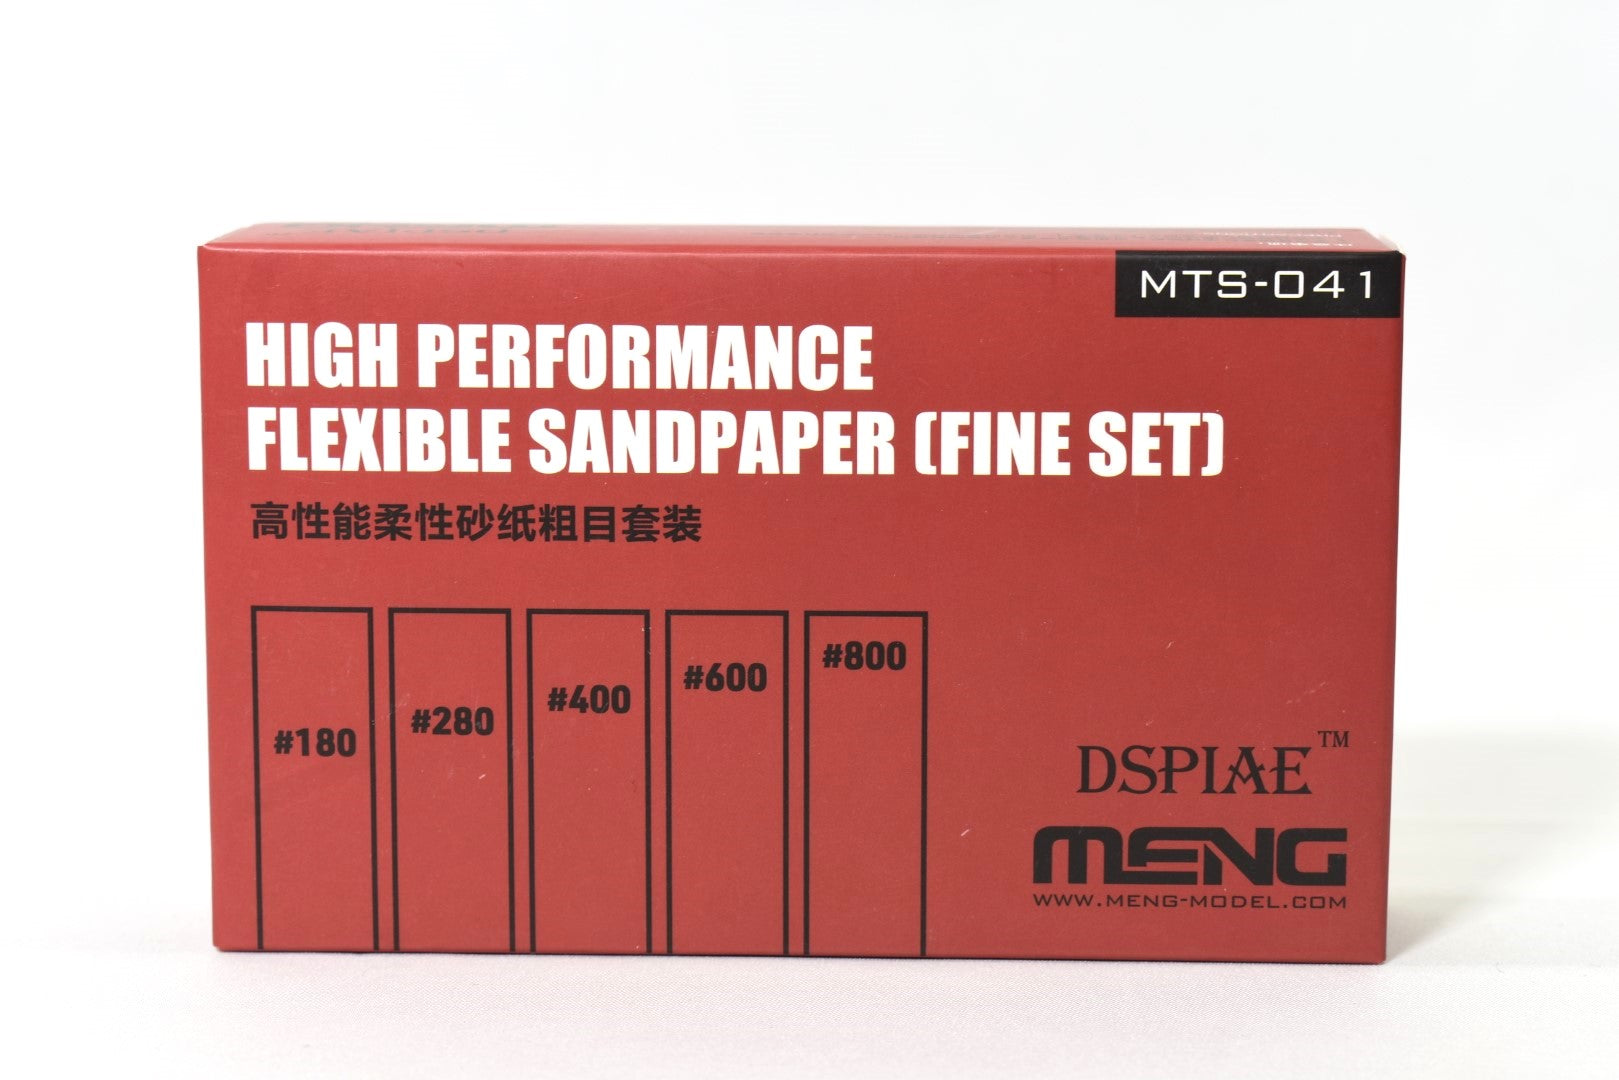 MTS-041
HIGH PERFORMANCE
FLEXIBLE SANDPAPER (FINE SET)
高性能柔性砂纸粗目套装
#180
#280
#400
#600
#800
DSPIAE™
MENG
WWW.MENG-MODEL.COM